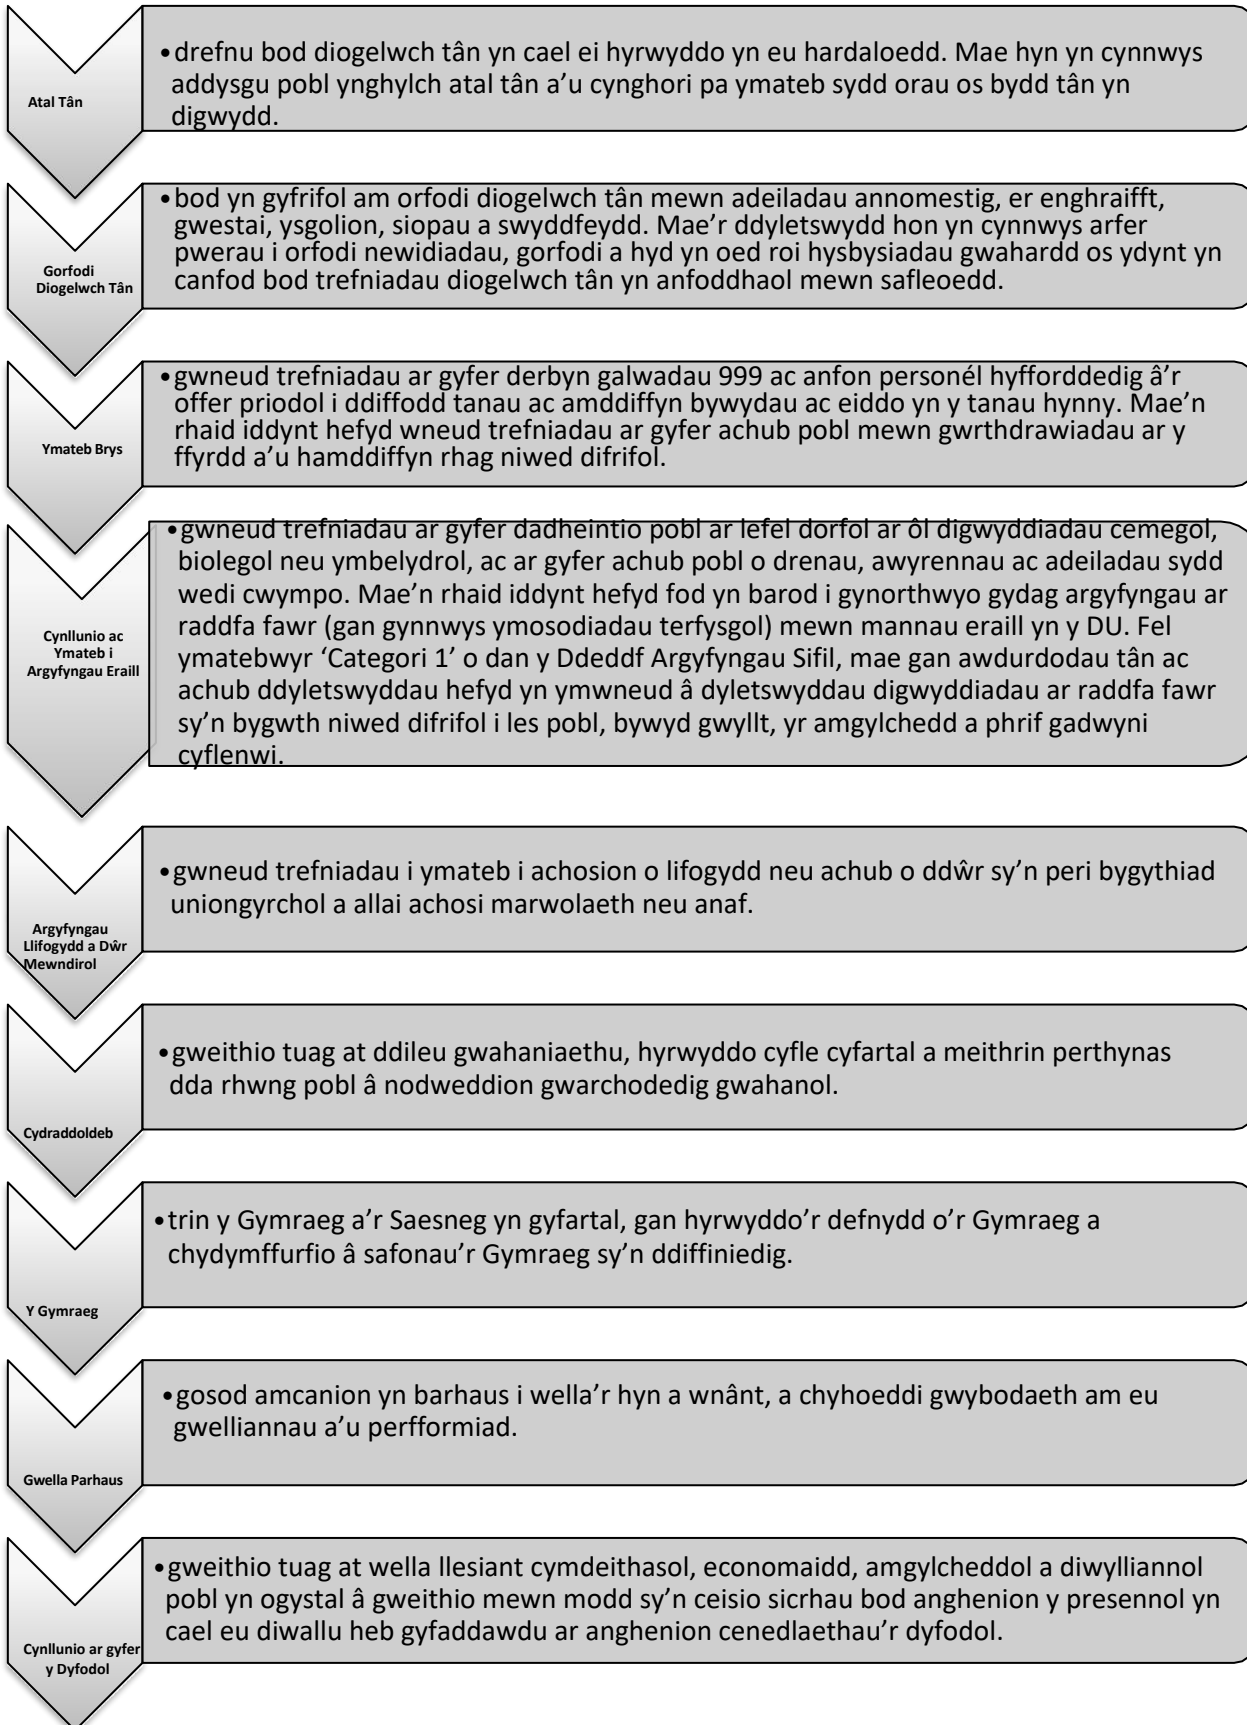 Atal Tân
•drefnu bod diogelwch tân yn cael ei hyrwyddo yn eu hardaloedd. Mae hyn yn cynnwys
addysgu pobl ynghylch atal tân a'u cynghori pa ymateb sydd orau os bydd tân yn
digwydd.
Gorfodi
Diogelwch Tân
•bod yn gyfrifol am orfodi diogelwch tân mewn adeiladau annomestig, er enghraifft,
gwestai, ysgolion, siopau a swyddfeydd. Mae'r ddyletswydd hon yn cynnwys arfer
pwerau i orfodi newidiadau, gorfodi a hyd yn oed roi hysbysiadau gwahardd os ydynt yn
canfod bod trefniadau diogelwch tân yn anfoddhaol mewn safleoedd.
Ymateb Brys
•gwneud trefniadau ar gyfer derbyn galwadau 999 ac anfon personél hyfforddedig â’r
offer priodol i ddiffodd tanau ac amddiffyn bywydau ac eiddo yn y tanau hynny. Mae’n
rhaid iddynt hefyd wneud trefniadau ar gyfer achub pobl mewn gwrthdrawiadau ar y
ffyrdd a’u hamddiffyn rhag niwed difrifol.
Cynllunio ac
Ymateb i
Argyfyngau Eraill
•gwneud trefniadau ar gyfer dadheintio pobl ar lefel dorfol ar ôl digwyddiadau cemegol,
biolegol neu ymbelydrol, ac ar gyfer achub pobl o drenau, awyrennau ac adeiladau sydd
wedi cwympo. Mae’n rhaid iddynt hefyd fod yn barod i gynorthwyo gydag argyfyngau ar
raddfa fawr (gan gynnwys ymosodiadau terfysgol) mewn mannau eraill yn y DU. Fel
ymatebwyr ‘Categori 1’ o dan y Ddeddf Argyfyngau Sifil, mae gan awdurdodau tân ac
achub ddyletswyddau hefyd yn ymwneud â dyletswyddau digwyddiadau ar raddfa fawr
sy’n bygwth niwed difrifol i les pobl, bywyd gwyllt, yr amgylchedd a phrif gadwyni
cyflenwi.
Argyfyngau
Llifogydd a Dŵr
Mewndirol
•gwneud trefniadau i ymateb i achosion o lifogydd neu achub o ddŵr sy’n peri bygythiad
uniongyrchol a allai achosi marwolaeth neu anaf.
Cydraddoldeb
•gweithio tuag at ddileu gwahaniaethu, hyrwyddo cyfle cyfartal a meithrin perthynas
dda rhwng pobl â nodweddion gwarchodedig gwahanol.
Y Gymraeg
•trin y Gymraeg a’r Saesneg yn gyfartal, gan hyrwyddo’r defnydd o’r Gymraeg a
chydymffurfio â safonau’r Gymraeg sy’n ddiffiniedig.
Gwella Parhaus
•gosod amcanion yn barhaus i wella’r hyn a wnânt, a chyhoeddi gwybodaeth am eu
gwelliannau a’u perfformiad.
Cynllunio ar gyfer
y Dyfodol
•gweithio tuag at wella llesiant cymdeithasol, economaidd, amgylcheddol a diwylliannol
pobl yn ogystal â gweithio mewn modd sy’n ceisio sicrhau bod anghenion y presennol yn
cael eu diwallu heb gyfaddawdu ar anghenion cenedlaethau’r dyfodol.